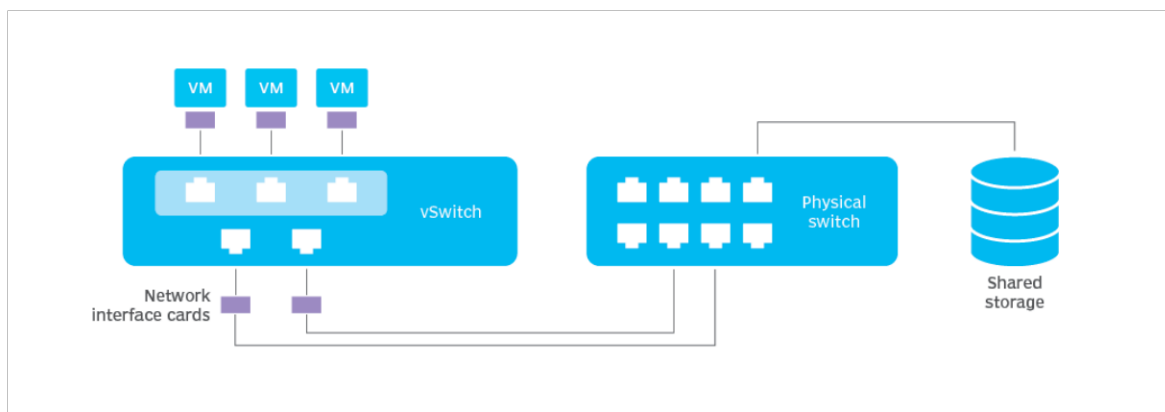 VM
VM
VM
vSwitch
Physical
switch
Network
interface cards
Shared
storage